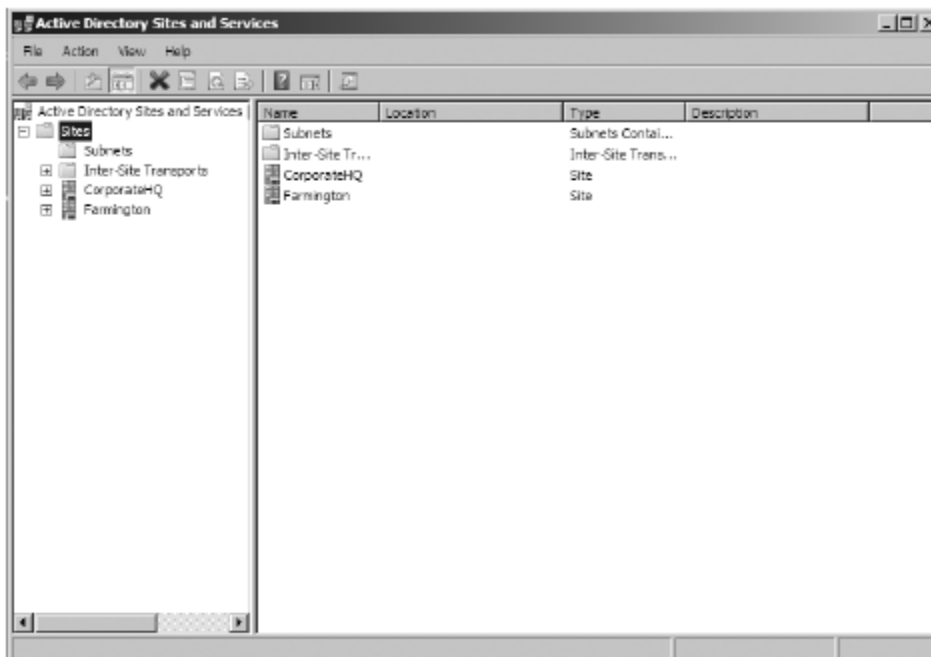 Active Directory Sites and Services
File Action View Help
Active Directory Sites and Services
Sites
Subnets
Inter-Site Transports
CorporateHQ
Farmington
Name Location Type Description
Subnets Subnets Contai...
Inter-Site Tr... Inter-Site Trans...
CorporateHQ Site
Farmington Site